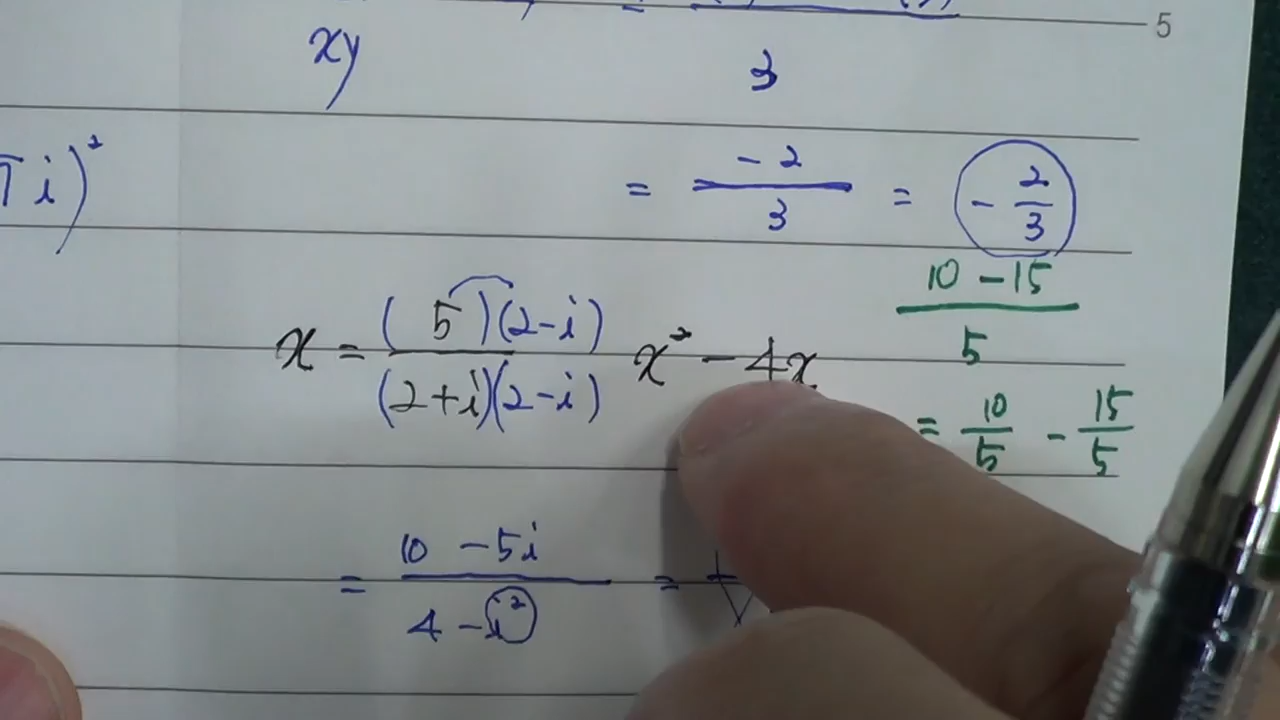 5
xy
3
i)²
= -2/3 = -2/3
10 - 15 / 5
x = (5)(2-i) / (2+i)(2-i) x² - 4x
= 10/5 - 15/5
= 10 - 5i / 4 - i² =